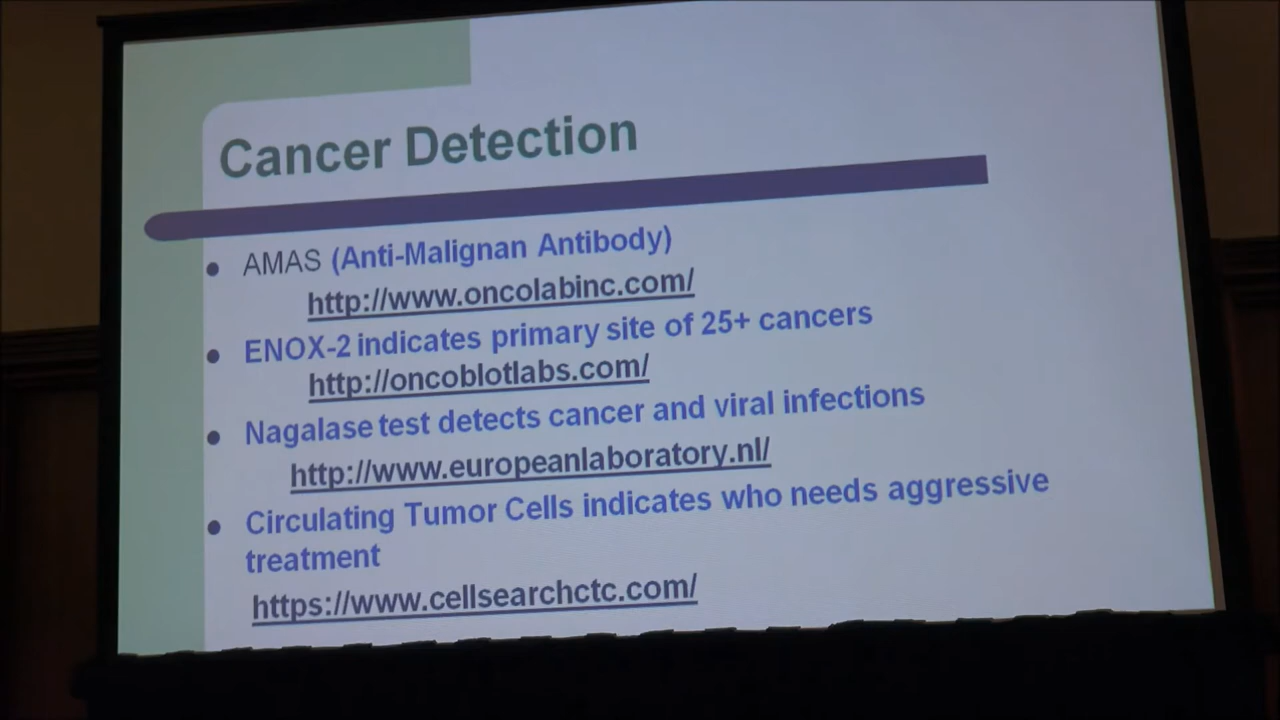 Cancer Detection
AMAS (Anti-Malignan Antibody)
http://www.oncolabinc.com/
ENOX-2 indicates primary site of 25+ cancers
http://oncoblotlabs.com/
Nagalase test detects cancer and viral infections
http://www.europeanlaboratory.nl/
Circulating Tumor Cells indicates who needs aggressive
treatment
https://www.cellsearchctc.com/